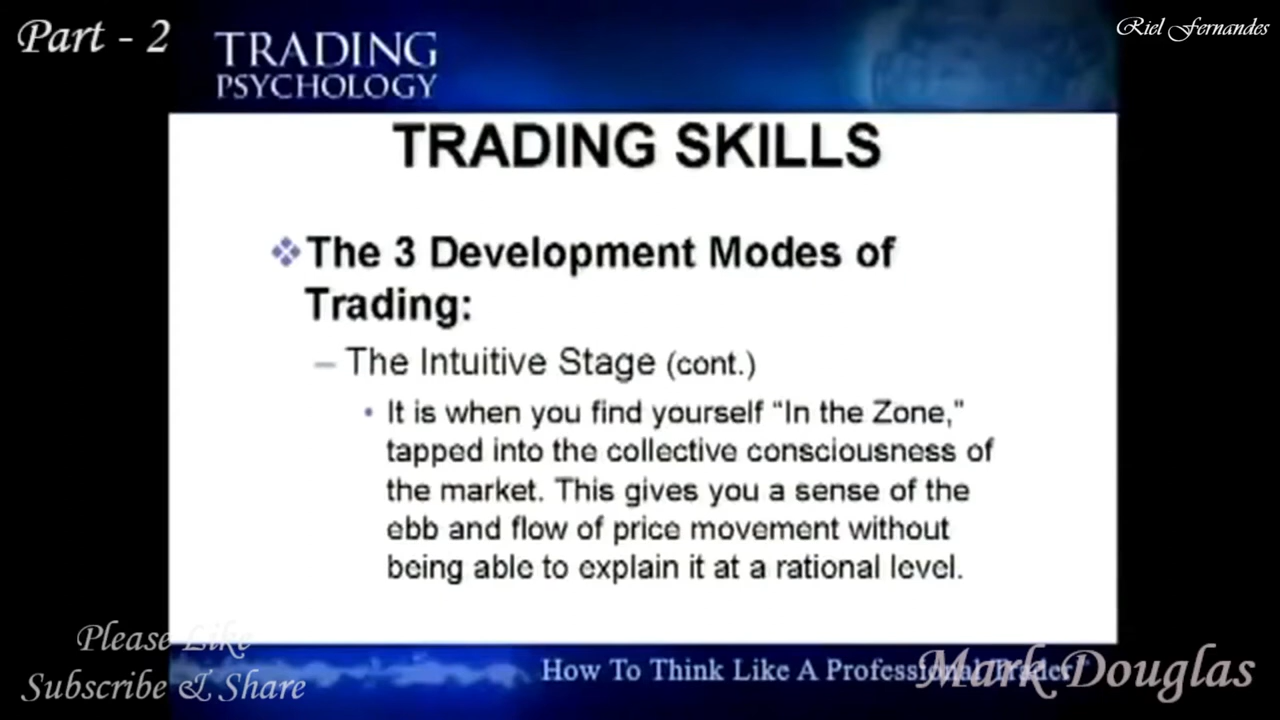 Part - 2
Riel Fernandes
TRADING
PSYCHOLOGY
TRADING SKILLS
❖The 3 Development Modes of
Trading:
– The Intuitive Stage (cont.)
• It is when you find yourself “In the Zone,”
tapped into the collective consciousness of
the market. This gives you a sense of the
ebb and flow of price movement without
being able to explain it at a rational level.
Please Like
Subscribe & Share
How To Think Like A Professional Trader
Mark Douglas